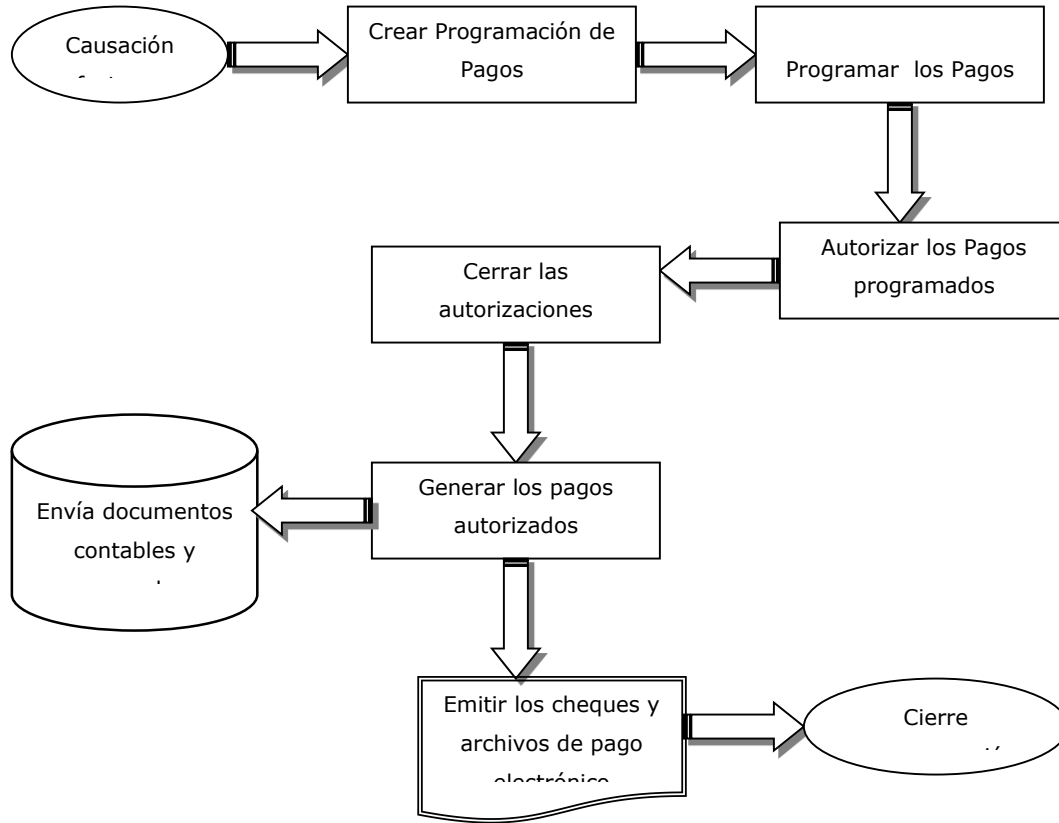 Causación
Crear Programación de
Pagos
Programar los Pagos
Autorizar los Pagos
programados
Cerrar las
autorizaciones
Generar los pagos
autorizados
Envía documentos
contables y
Emitir los cheques y
archivos de pago
electrónico
Cierre